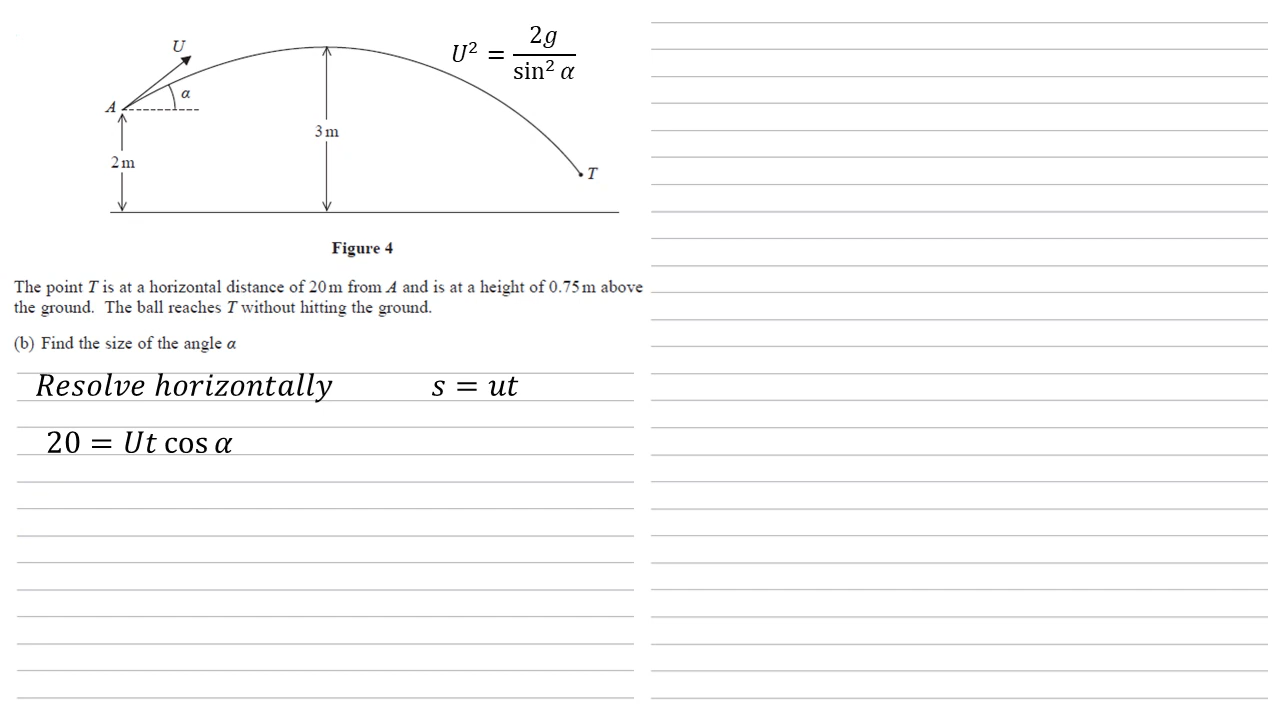 U
U² = 2g / sin² α
α
A
3 m
2 m
T
Figure 4
The point T is at a horizontal distance of 20 m from A and is at a height of 0.75 m above
the ground. The ball reaches T without hitting the ground.
(b) Find the size of the angle α
Resolve horizontally s = ut
20 = Ut cos α